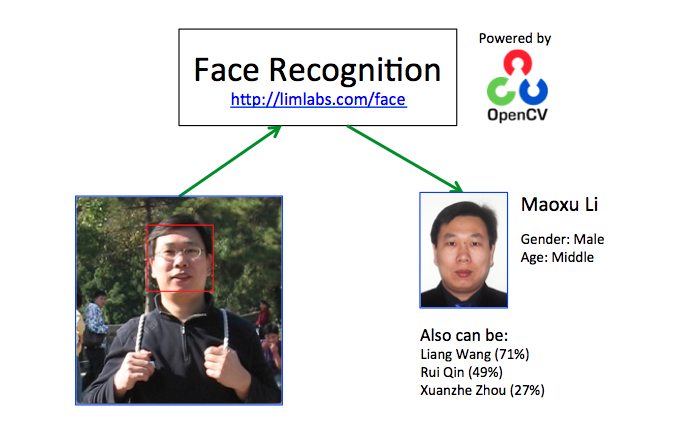 Powered by
Face Recognition
http://limlabs.com/face
OpenCV
Maoxu Li
Gender: Male
Age: Middle
Also can be:
Liang Wang (71%)
Rui Qin (49%)
Xuanzhe Zhou (27%)